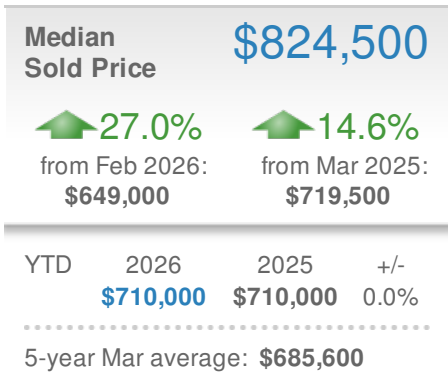 Median
Sold Price
$824,500
27.0%
14.6%
from Feb 2026:
from Mar 2025:
$649,000
$719,500
YTD 2026 2025 +/-
$710,000 $710,000 0.0%
5-year Mar average: $685,600